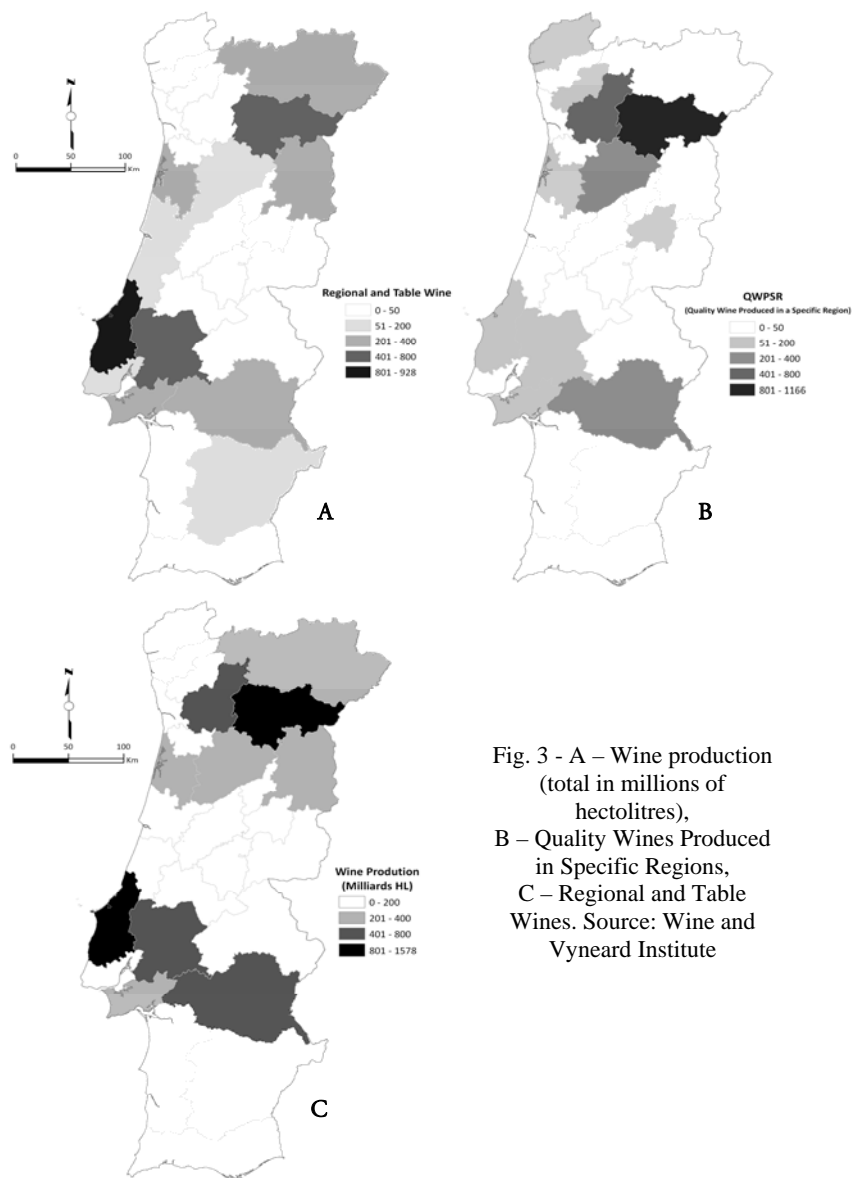 N
0 50 100
Km
Regional and Table Wine
0 - 50
51 - 200
201 - 400
401 - 800
801 - 928
A
QWPSR
(Quality Wine Produced in a Specific Region)
0 - 50
51 - 200
201 - 400
401 - 800
801 - 1166
B
N
0 50 100
Km
Wine Prodution
(Milliards HL)
0 - 200
201 - 400
401 - 800
801 - 1578
C
Fig. 3 - A – Wine production
(total in millions of
hectolitres),
B – Quality Wines Produced
in Specific Regions,
C – Regional and Table
Wines. Source: Wine and
Vyneard Institute